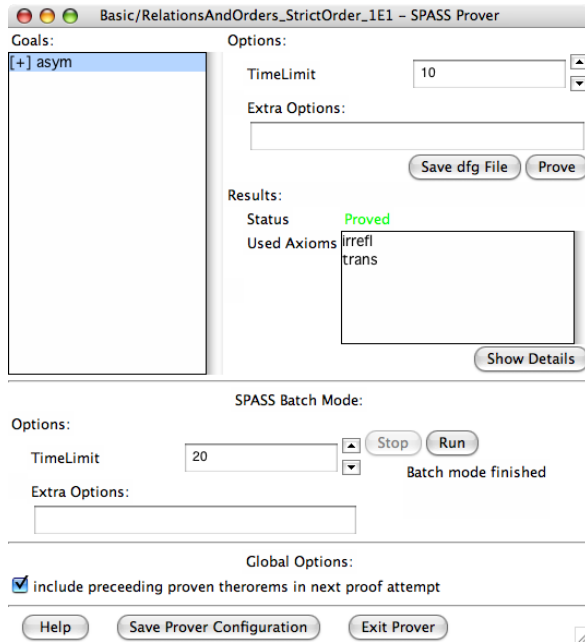 Basic/RelationsAndOrders_StrictOrder_1E1 – SPASS Prover
Goals:
[+] asym
Options:
TimeLimit 10
Extra Options:
Save dfg File Prove
Results:
Status Proved
Used Axioms irrefl
trans
Show Details
SPASS Batch Mode:
Options:
Stop Run
TimeLimit 20
Batch mode finished
Extra Options:
Global Options:
include preceeding proven therorems in next proof attempt
Help Save Prover Configuration Exit Prover